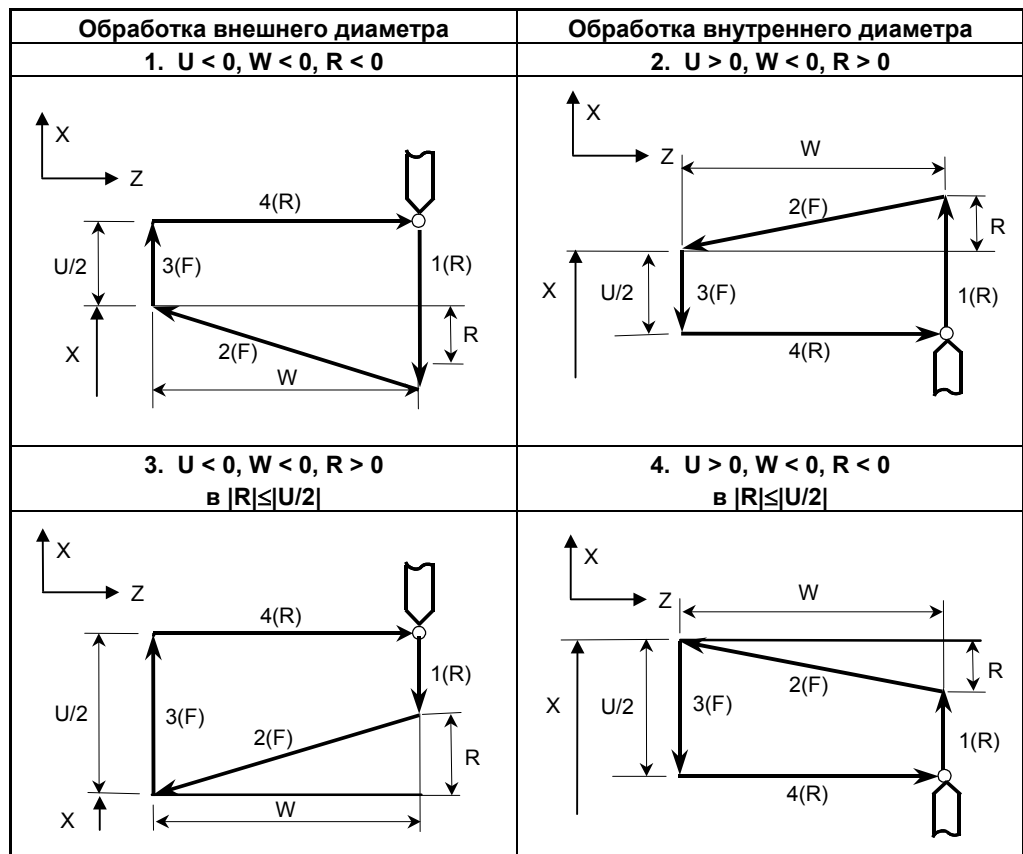 Обработка внешнего диаметра
Обработка внутреннего диаметра
1. U < 0, W < 0, R < 0
2. U > 0, W < 0, R > 0
X
Z
4(R)
U/2
3(F)
1(R)
R
X
2(F)
W
X
Z
W
2(F)
R
X
U/2
3(F)
1(R)
4(R)
3. U < 0, W < 0, R > 0
в |R|≤|U/2|
4. U > 0, W < 0, R < 0
в |R|≤|U/2|
X
Z
4(R)
1(R)
U/2
3(F)
2(F)
R
X
W
X
Z
W
2(F)
R
X
U/2
3(F)
1(R)
4(R)